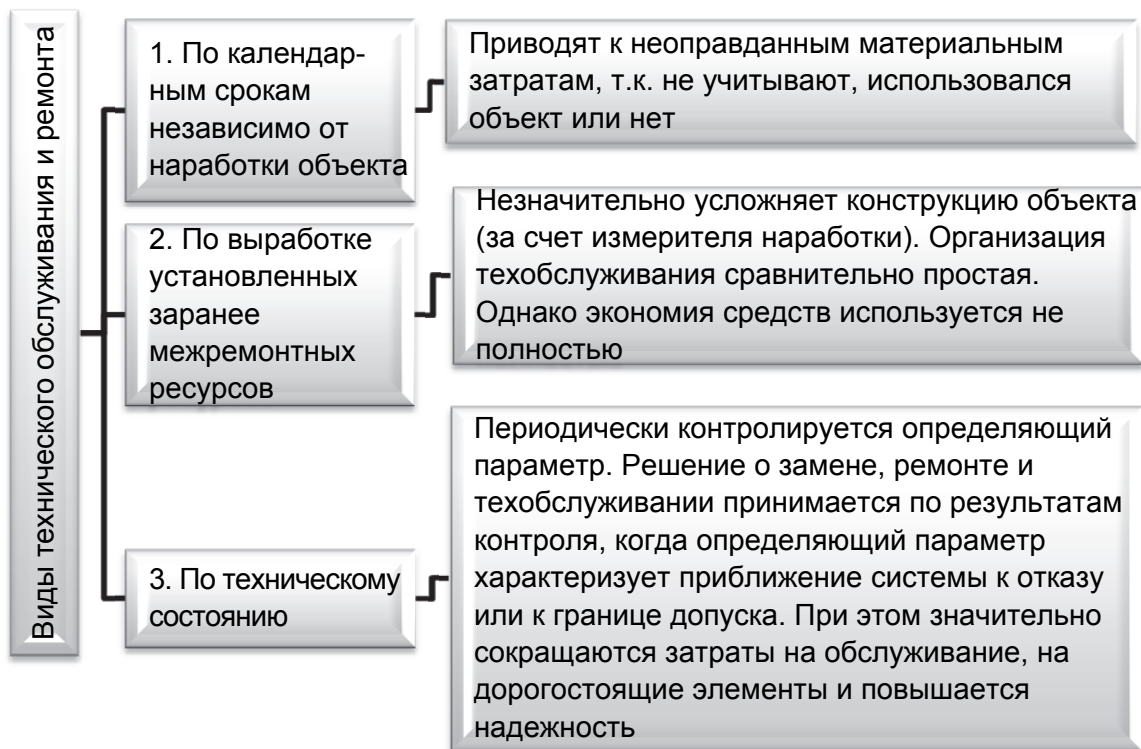 Виды технического обслуживания и ремонта
1. По календар-
ным срокам
независимо от
наработки объекта
Приводят к неоправданным материальным
затратам, т.к. не учитывают, использовался
объект или нет
2. По выработке
установленных
заранее
межремонтных
ресурсов
Незначительно усложняет конструкцию объекта
(за счет измерителя наработки). Организация
техобслуживания сравнительно простая.
Однако экономия средств используется не
полностью
3. По техническому
состоянию
Периодически контролируется определяющий
параметр. Решение о замене, ремонте и
техобслуживании принимается по результатам
контроля, когда определяющий параметр
характеризует приближение системы к отказу
или к границе допуска. При этом значительно
сокращаются затраты на обслуживание, на
дорогостоящие элементы и повышается
надежность